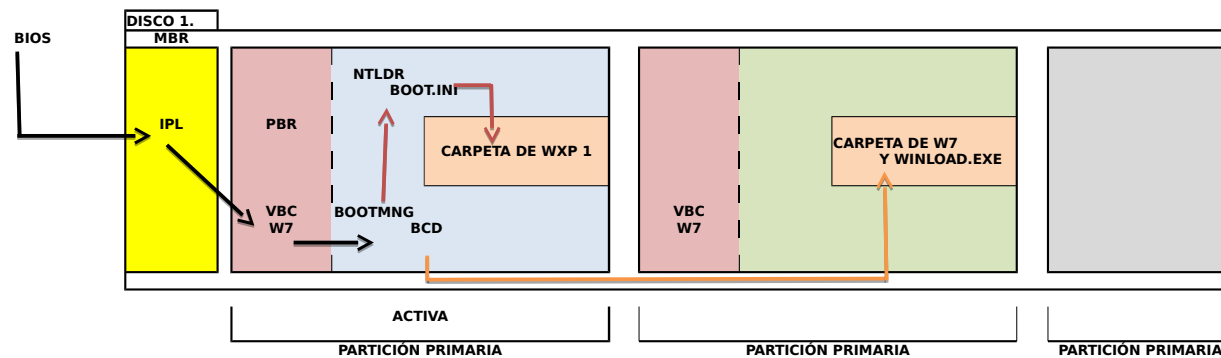 DISCO 1.
MBR
BIOS
IPL
PBR
NTLDR
BOOT.INI
CARPETA DE WXP 1
VBC
W7
BOOTMNG
BCD
CARPETA DE W7
Y WINLOAD.EXE
VBC
W7
ACTIVA
PARTICIÓN PRIMARIA
PARTICIÓN PRIMARIA
PARTICIÓN PRIMARIA